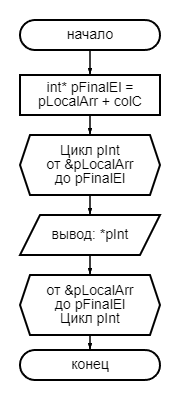 начало
int* pFinalEl =
pLocalArr + colC
Цикл pInt
от &pLocalArr
до pFinalEl
вывод: *pInt
от &pLocalArr
до pFinalEl
Цикл pInt
конец